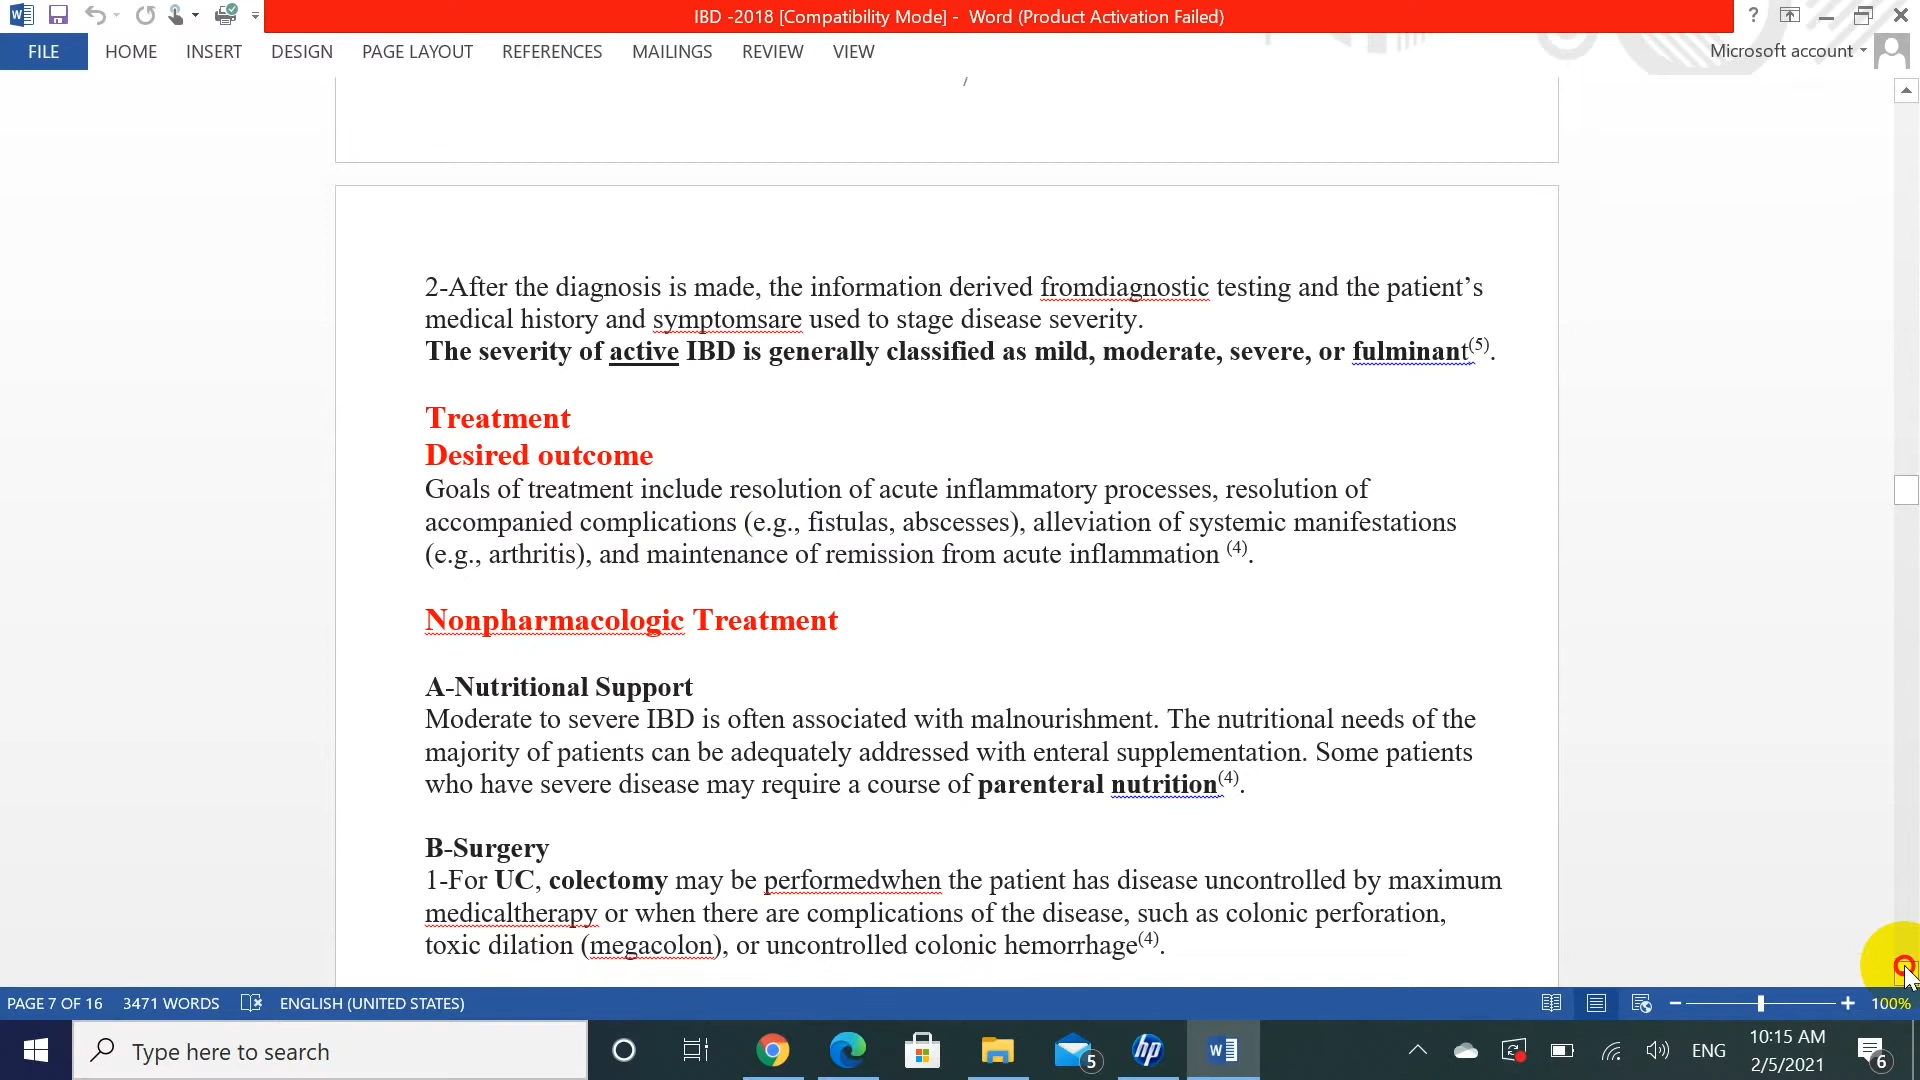 IBD -2018 [Compatibility Mode] - Word (Product Activation Failed)
?
FILE HOME INSERT DESIGN PAGE LAYOUT REFERENCES MAILINGS REVIEW VIEW Microsoft account
2-After the diagnosis is made, the information derived fromdiagnostic testing and the patient’s
medical history and symptomsare used to stage disease severity.
The severity of active IBD is generally classified as mild, moderate, severe, or fulminant(5).
Treatment
Desired outcome
Goals of treatment include resolution of acute inflammatory processes, resolution of
accompanied complications (e.g., fistulas, abscesses), alleviation of systemic manifestations
(e.g., arthritis), and maintenance of remission from acute inflammation (4).
Nonpharmacologic Treatment
A-Nutritional Support
Moderate to severe IBD is often associated with malnourishment. The nutritional needs of the
majority of patients can be adequately addressed with enteral supplementation. Some patients
who have severe disease may require a course of parenteral nutrition(4).
B-Surgery
1-For UC, colectomy may be performedwhen the patient has disease uncontrolled by maximum
medicaltherapy or when there are complications of the disease, such as colonic perforation,
toxic dilation (megacolon), or uncontrolled colonic hemorrhage(4).
PAGE 7 OF 16 3471 WORDS ENGLISH (UNITED STATES) 100%
Type here to search 5 hp ENG 10:15 AM
2/5/2021 6